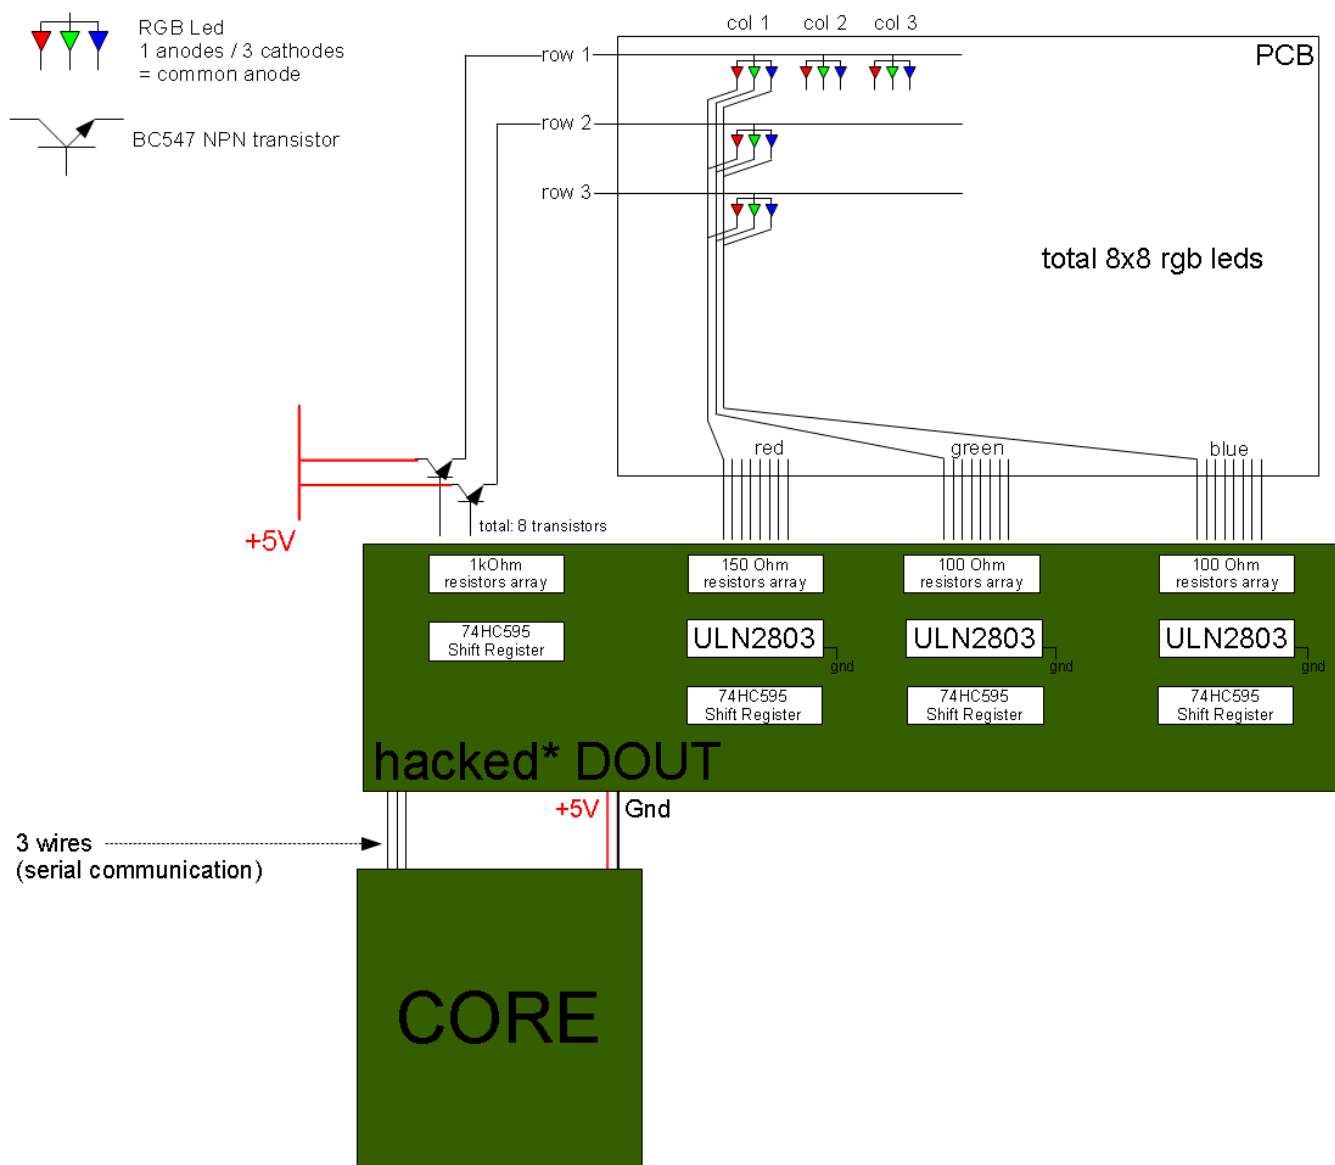 RGB Led
1 anodes / 3 cathodes
= common anode
BC547 NPN transistor
col 1
col 2
col 3
PCB
row 1
row 2
row 3
total 8x8 rgb leds
red
green
blue
+5V
total: 8 transistors
1kOhm
resistors array
150 Ohm
resistors array
100 Ohm
resistors array
100 Ohm
resistors array
74HC595
Shift Register
ULN2803
gnd
ULN2803
gnd
ULN2803
gnd
74HC595
Shift Register
74HC595
Shift Register
74HC595
Shift Register
hacked* DOUT
+5V
Gnd
3 wires
(serial communication)
CORE